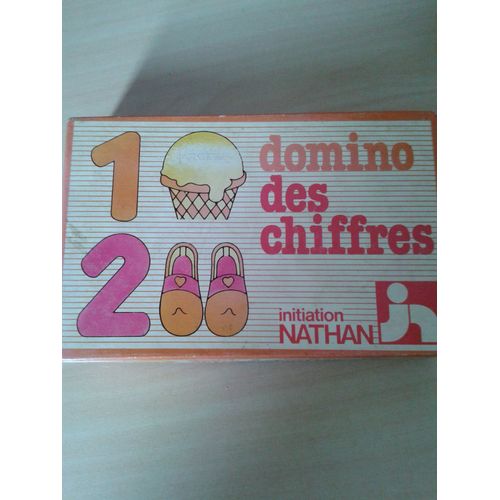 1
domino
des
chiffres
2
initiation
NATHAN